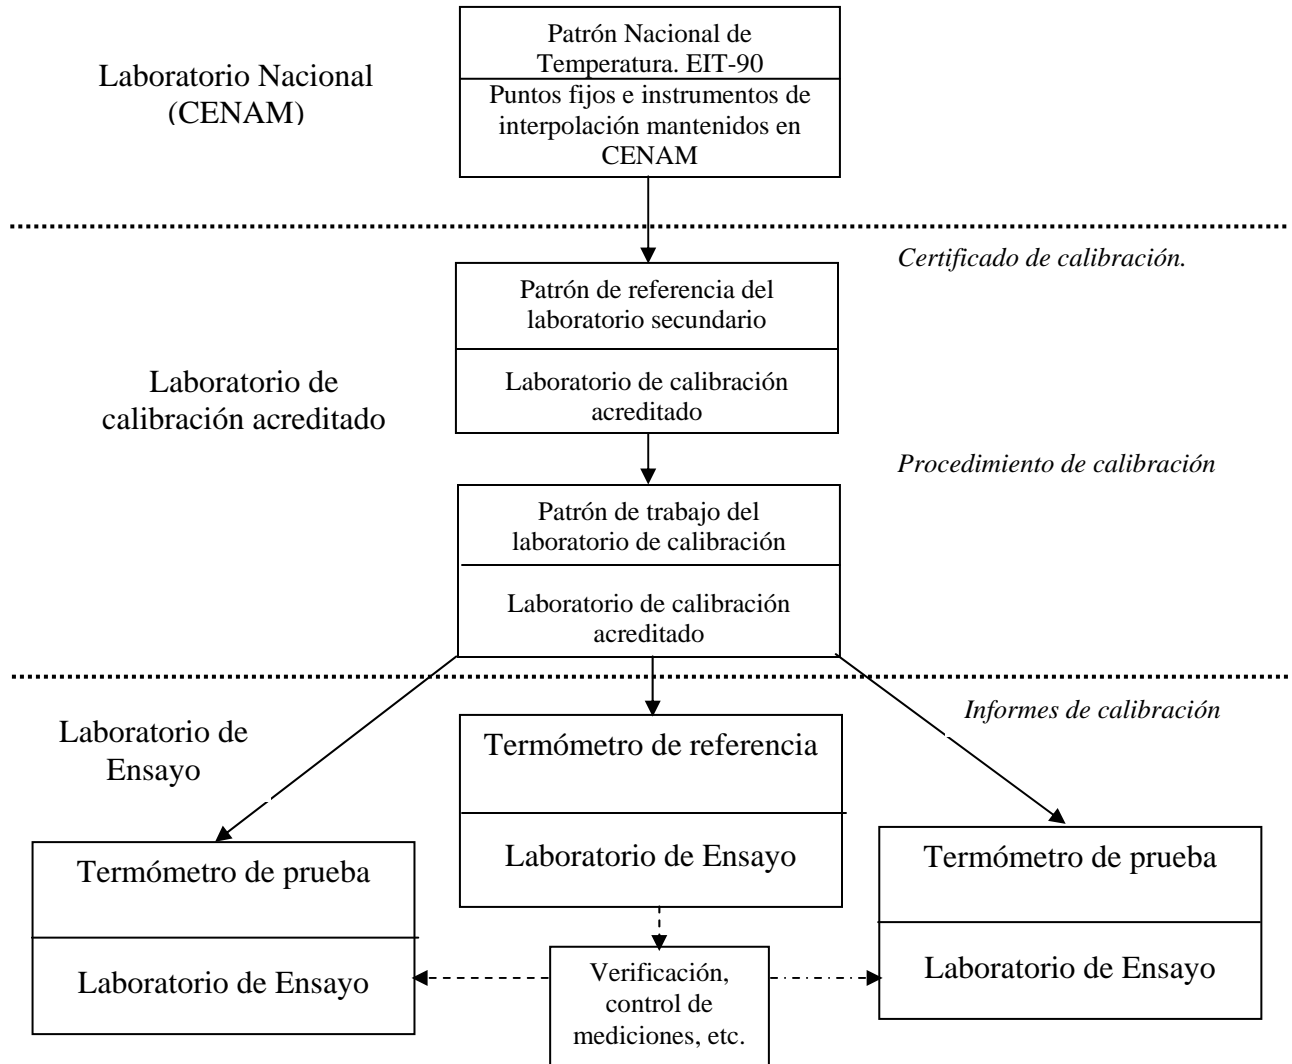 Patrón Nacional de
Temperatura. EIT-90
Laboratorio Nacional
(CENAM)
Puntos fijos e instrumentos de
interpolación mantenidos en
CENAM
Certificado de calibración.
Patrón de referencia del
laboratorio secundario
Laboratorio de
calibración acreditado
Laboratorio de calibración
acreditado
Procedimiento de calibración
Patrón de trabajo del
laboratorio de calibración
Laboratorio de calibración
acreditado
Informes de calibración
Laboratorio de
Ensayo
Termómetro de referencia
Laboratorio de Ensayo
Termómetro de prueba
Laboratorio de Ensayo
Termómetro de prueba
Laboratorio de Ensayo
Verificación,
control de
mediciones, etc.